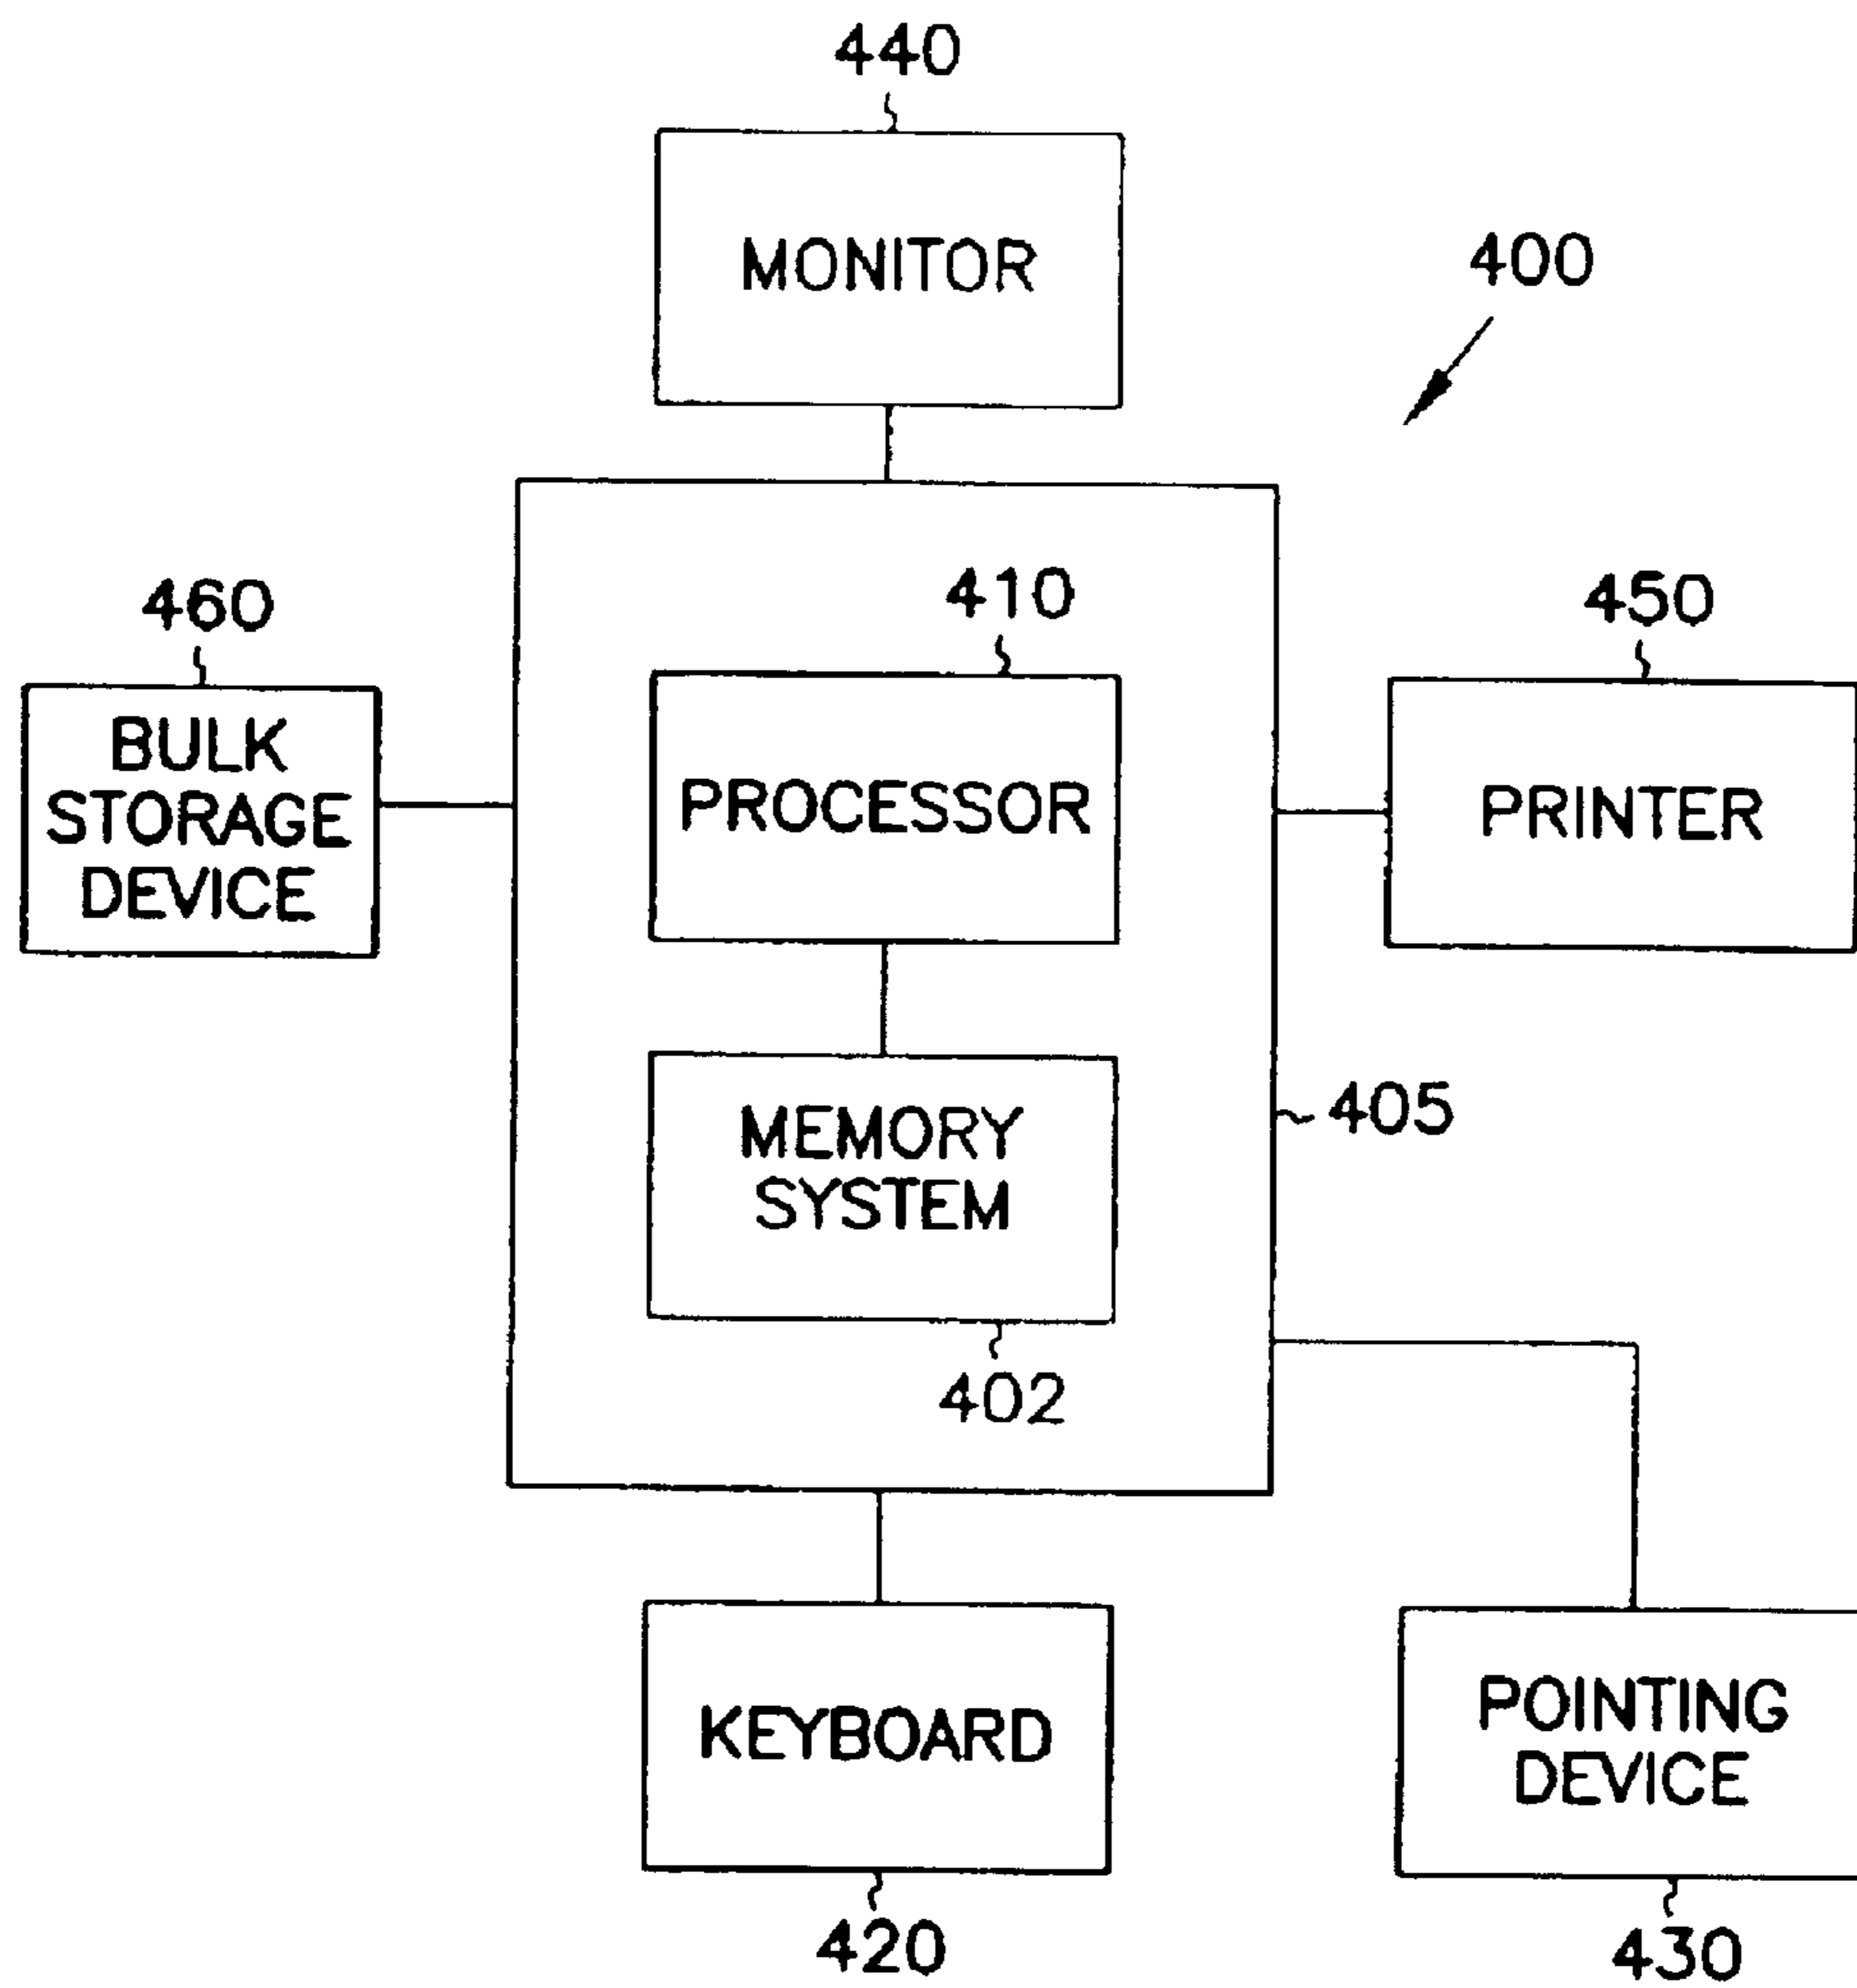 440
MONITOR
400
460
410
450
BULK
STORAGE
DEVICE
PROCESSOR
PRINTER
MEMORY
SYSTEM
405
402
KEYBOARD
POINTING
DEVICE
420
430